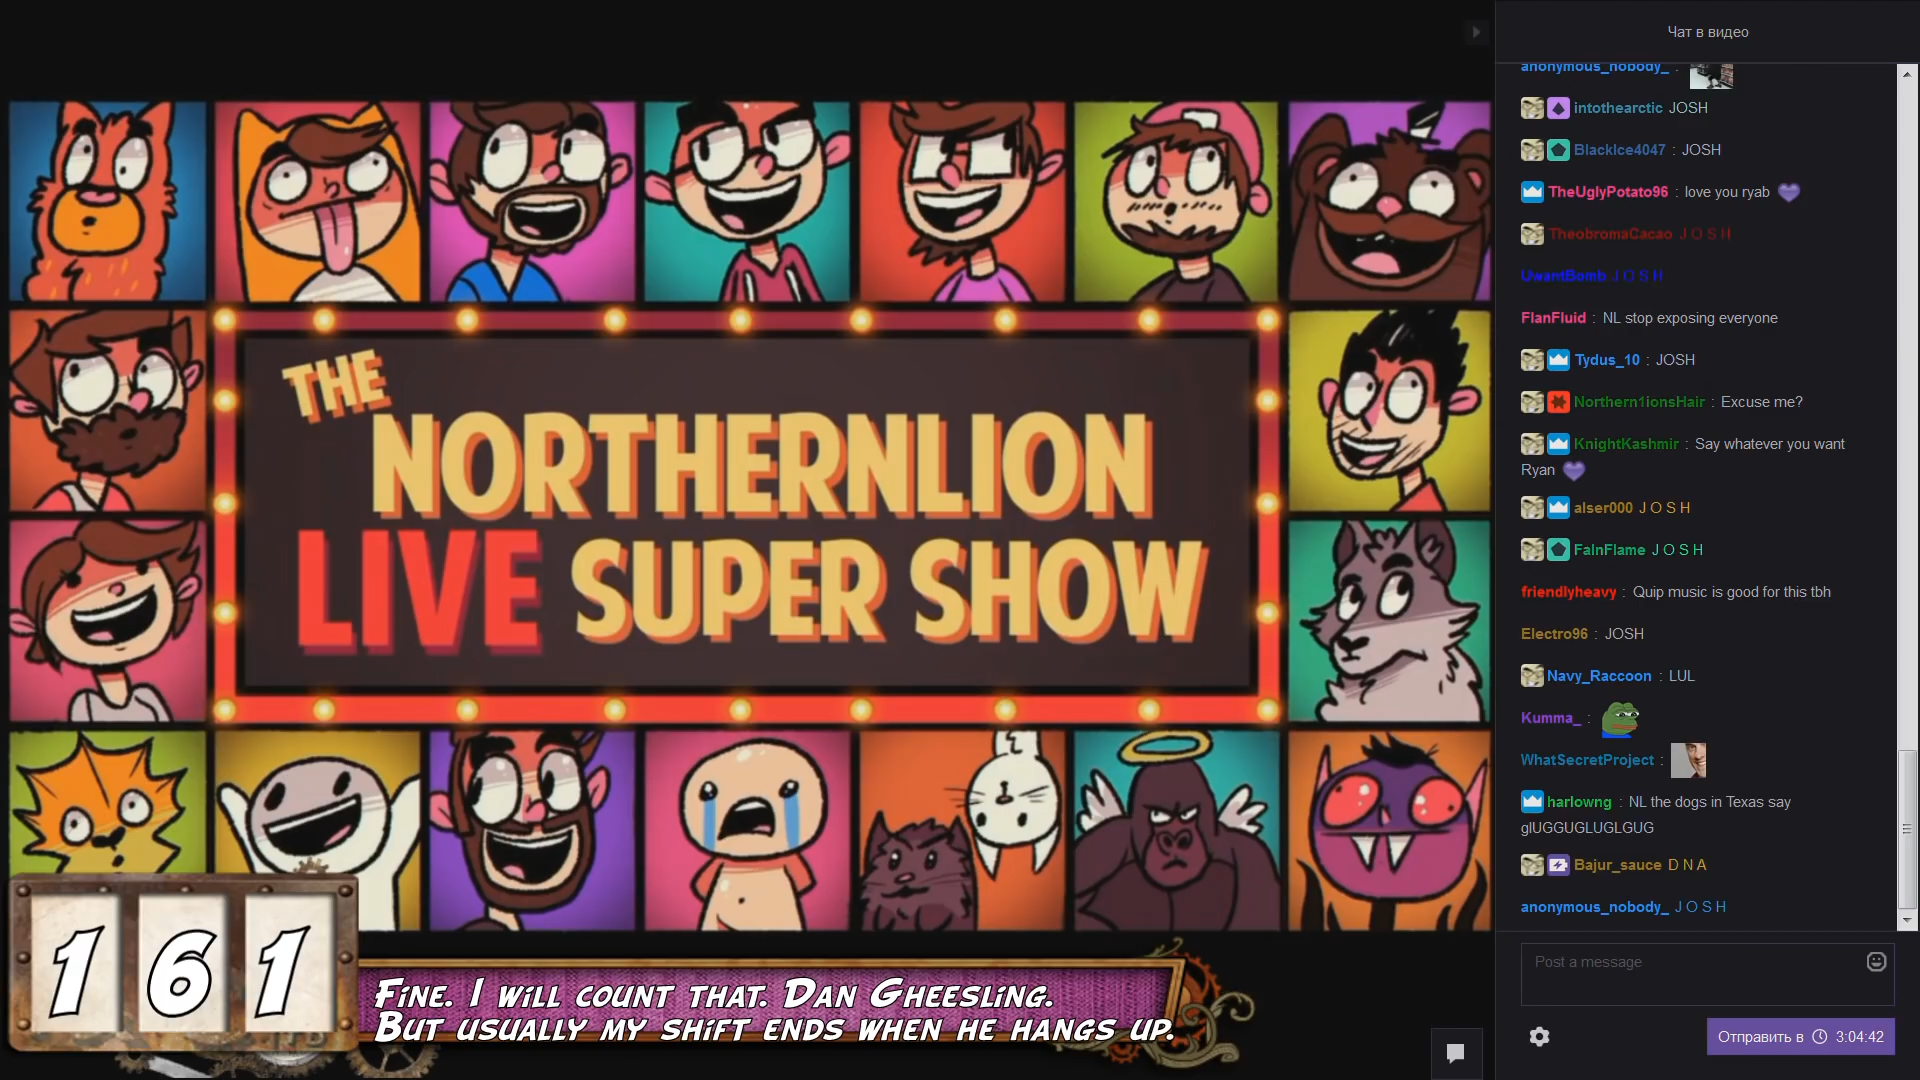 THE
NORTHERNLION
LIVE SUPER SHOW
161
FINE. I WILL COUNT THAT. DAN GHEESLING.
BUT USUALLY MY SHIFT ENDS WHEN HE HANGS UP.
Чат в видео
anonymous_nobody_ :
intothearctic JOSH
BlackIce4047 : JOSH
TheUglyPotato96 : love you ryab
TheobromaCacao J O S H
UwantBomb J O S H
FlanFluid : NL stop exposing everyone
Tydus_10 : JOSH
Northern1ionsHair : Excuse me?
KnightKashmir : Say whatever you want
Ryan
alser000 J O S H
FalnFlame J O S H
friendlyheavy : Quip music is good for this tbh
Electro96 : JOSH
Navy_Raccoon : LUL
Kumma_ :
WhatSecretProject :
harlowng : NL the dogs in Texas say
glUGGUGLUGLGUG
Bajur_sauce D N A
anonymous_nobody_ J O S H
Post a message
Отправить в 3:04:42